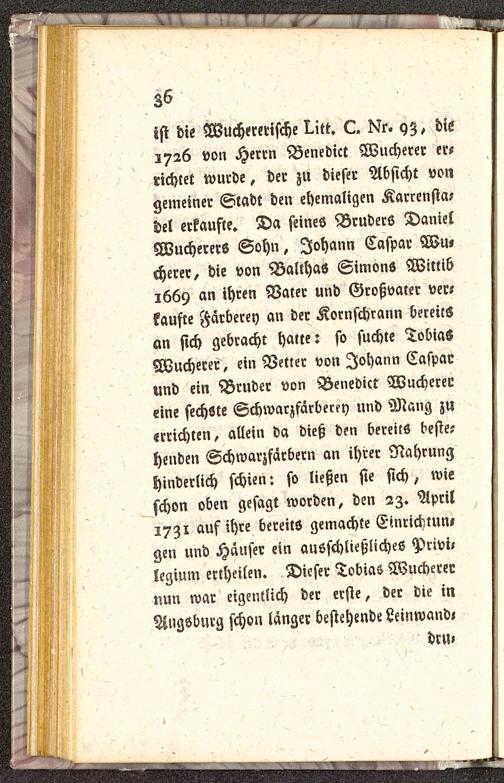 36
ist die Wuchererische Litt. C. Nr. 93, die
1726 von Herrn Benedict Wucherer er-
richtet wurde, der zu dieser Absicht von
gemeiner Stadt den ehemaligen Karrensta-
del erkaufte. Da seines Bruders Daniel
Wucherers Sohn, Johann Caspar Wu-
cherer, die von Balthas Simons Wittib
1669 an ihren Vater und Großvater ver-
kaufte Färberey an der Kornschrann bereits
an sich gebracht hatte: so suchte Tobias
Wucherer, ein Vetter von Johann Caspar
und ein Bruder von Benedict Wucherer
eine sechste Schwarzfärberey und Mang zu
errichten, allein da dieß den bereits beste-
henden Schwarzfärbern an ihrer Nahrung
hinderlich schien: so ließen sie sich, wie
schon oben gesagt worden, den 23. April
1731 auf ihre bereits gemachte Einrichtun-
gen und Häuser ein ausschließliches Privi-
legium ertheilen. Dieser Tobias Wucherer
nun war eigentlich der erste, der die in
Augsburg schon länger bestehende Leinwand-
dru-